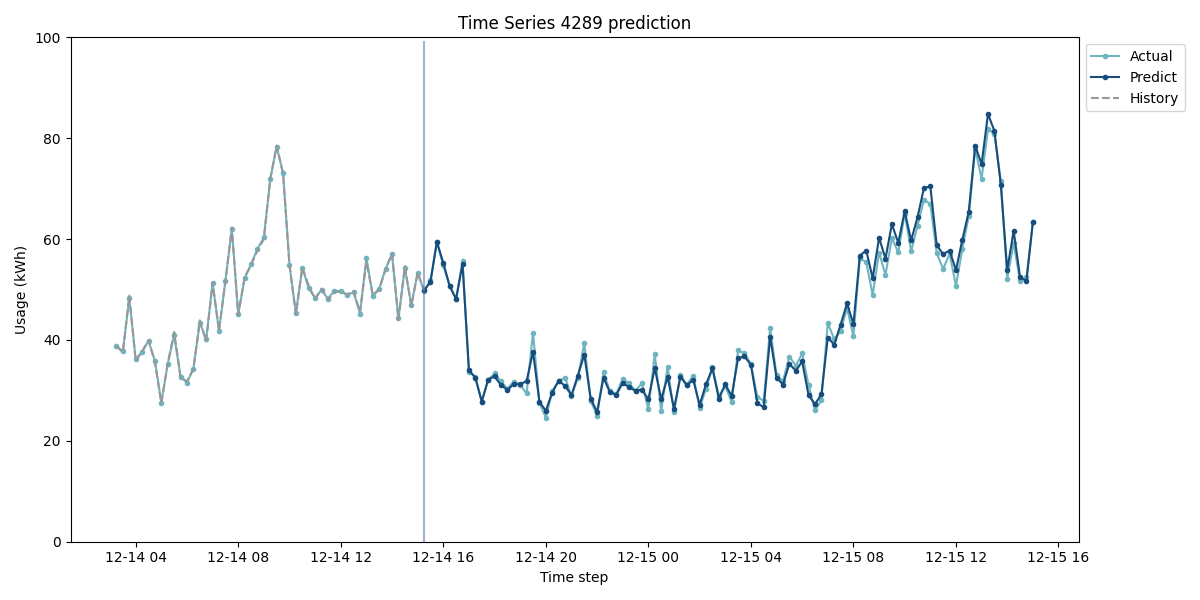 Time Series 4289 prediction
Actual
Predict
History
Usage (kWh)
100
80
60
40
20
0
12-14 04
12-14 08
12-14 12
12-14 16
12-14 20
12-15 00
12-15 04
12-15 08
12-15 12
12-15 16
Time step